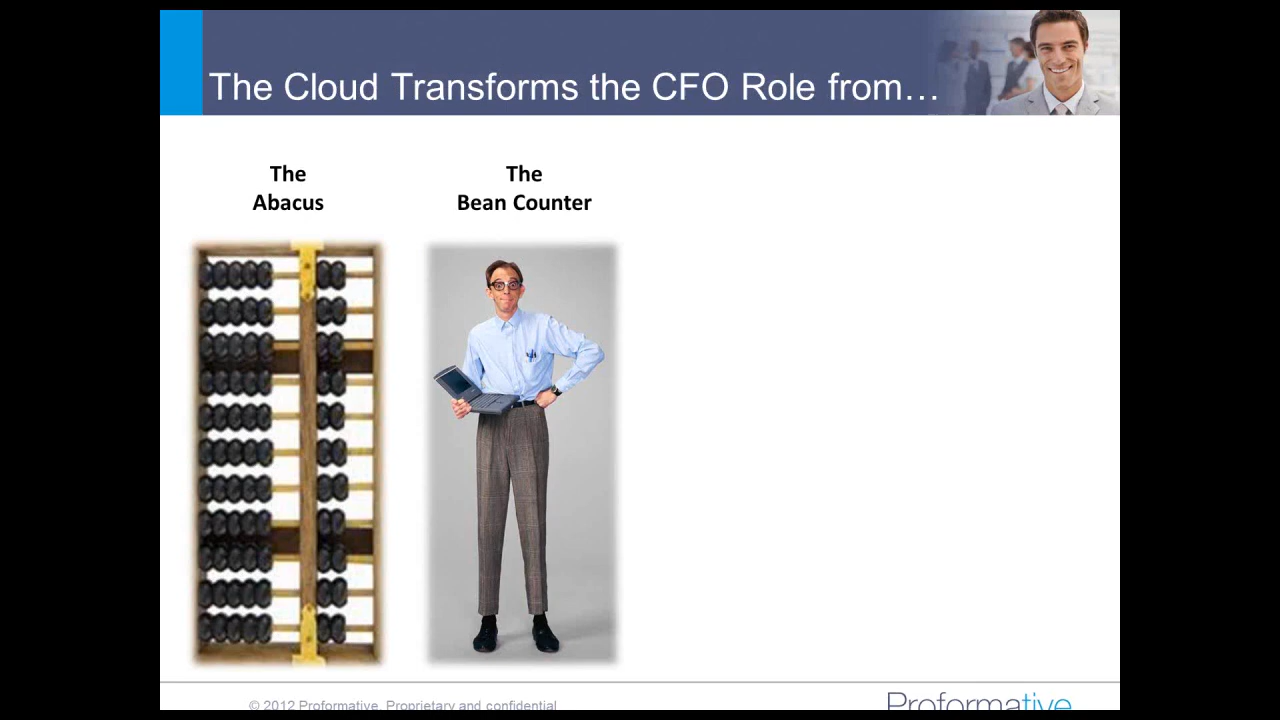 The Cloud Transforms the CFO Role from…
The
Abacus
The
Bean Counter
© 2012 Proformative. Proprietary and confidential
Proformative